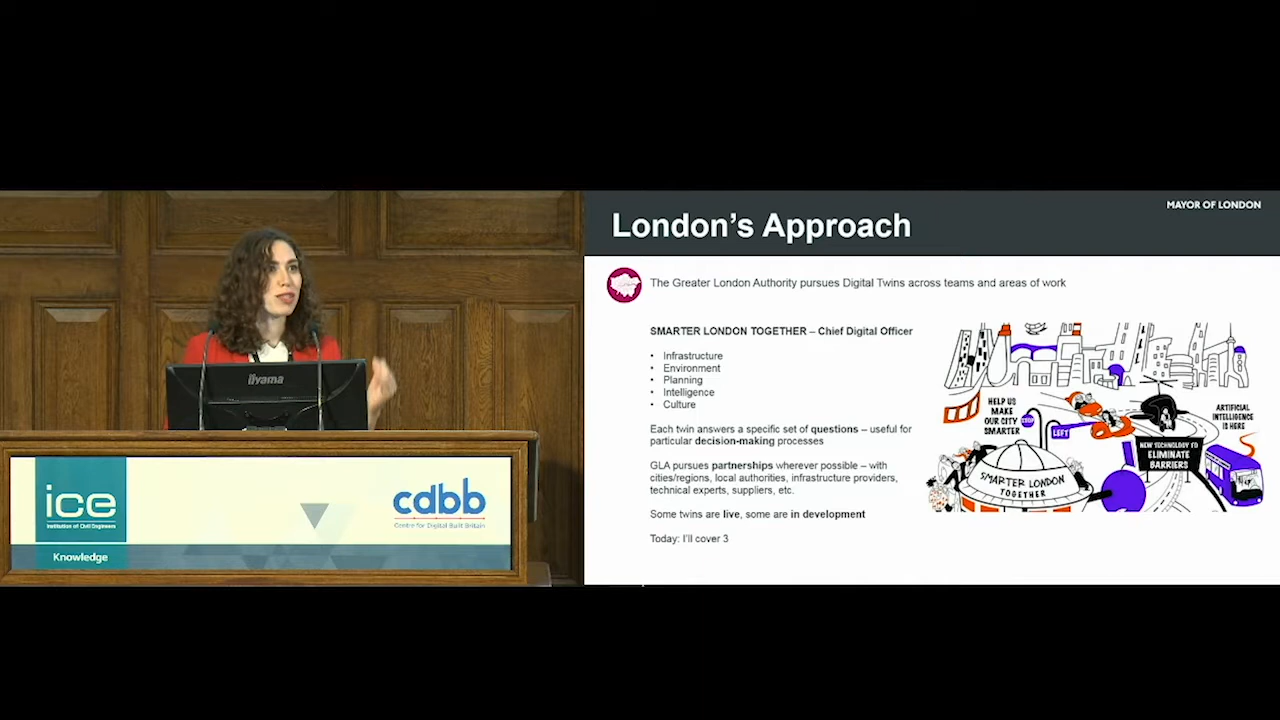 MAYOR OF LONDON
London's Approach
The Greater London Authority pursues Digital Twins across teams and areas of work
SMARTER LONDON TOGETHER – Chief Digital Officer
• Infrastructure
• Environment
• Planning
• Intelligence
• Culture
Each twin answers a specific set of questions – useful for
particular decision-making processes
GLA pursues partnerships wherever possible – with
cities/regions, local authorities, infrastructure providers,
technical experts, suppliers, etc.
Some twins are live, some are in development
Today: I'll cover 3
HELP US
MAKE
OUR CITY
SMARTER
STOP
LEFT
ARTIFICIAL
INTELLIGENCE
IS HERE
NEW TECHNOLOGY TO
ELIMINATE
BARRIERS
SMARTER LONDON
TOGETHER
iiyama
ice
Institution of Civil Engineers
Knowledge
cdbb
Centre for Digital Built Britain